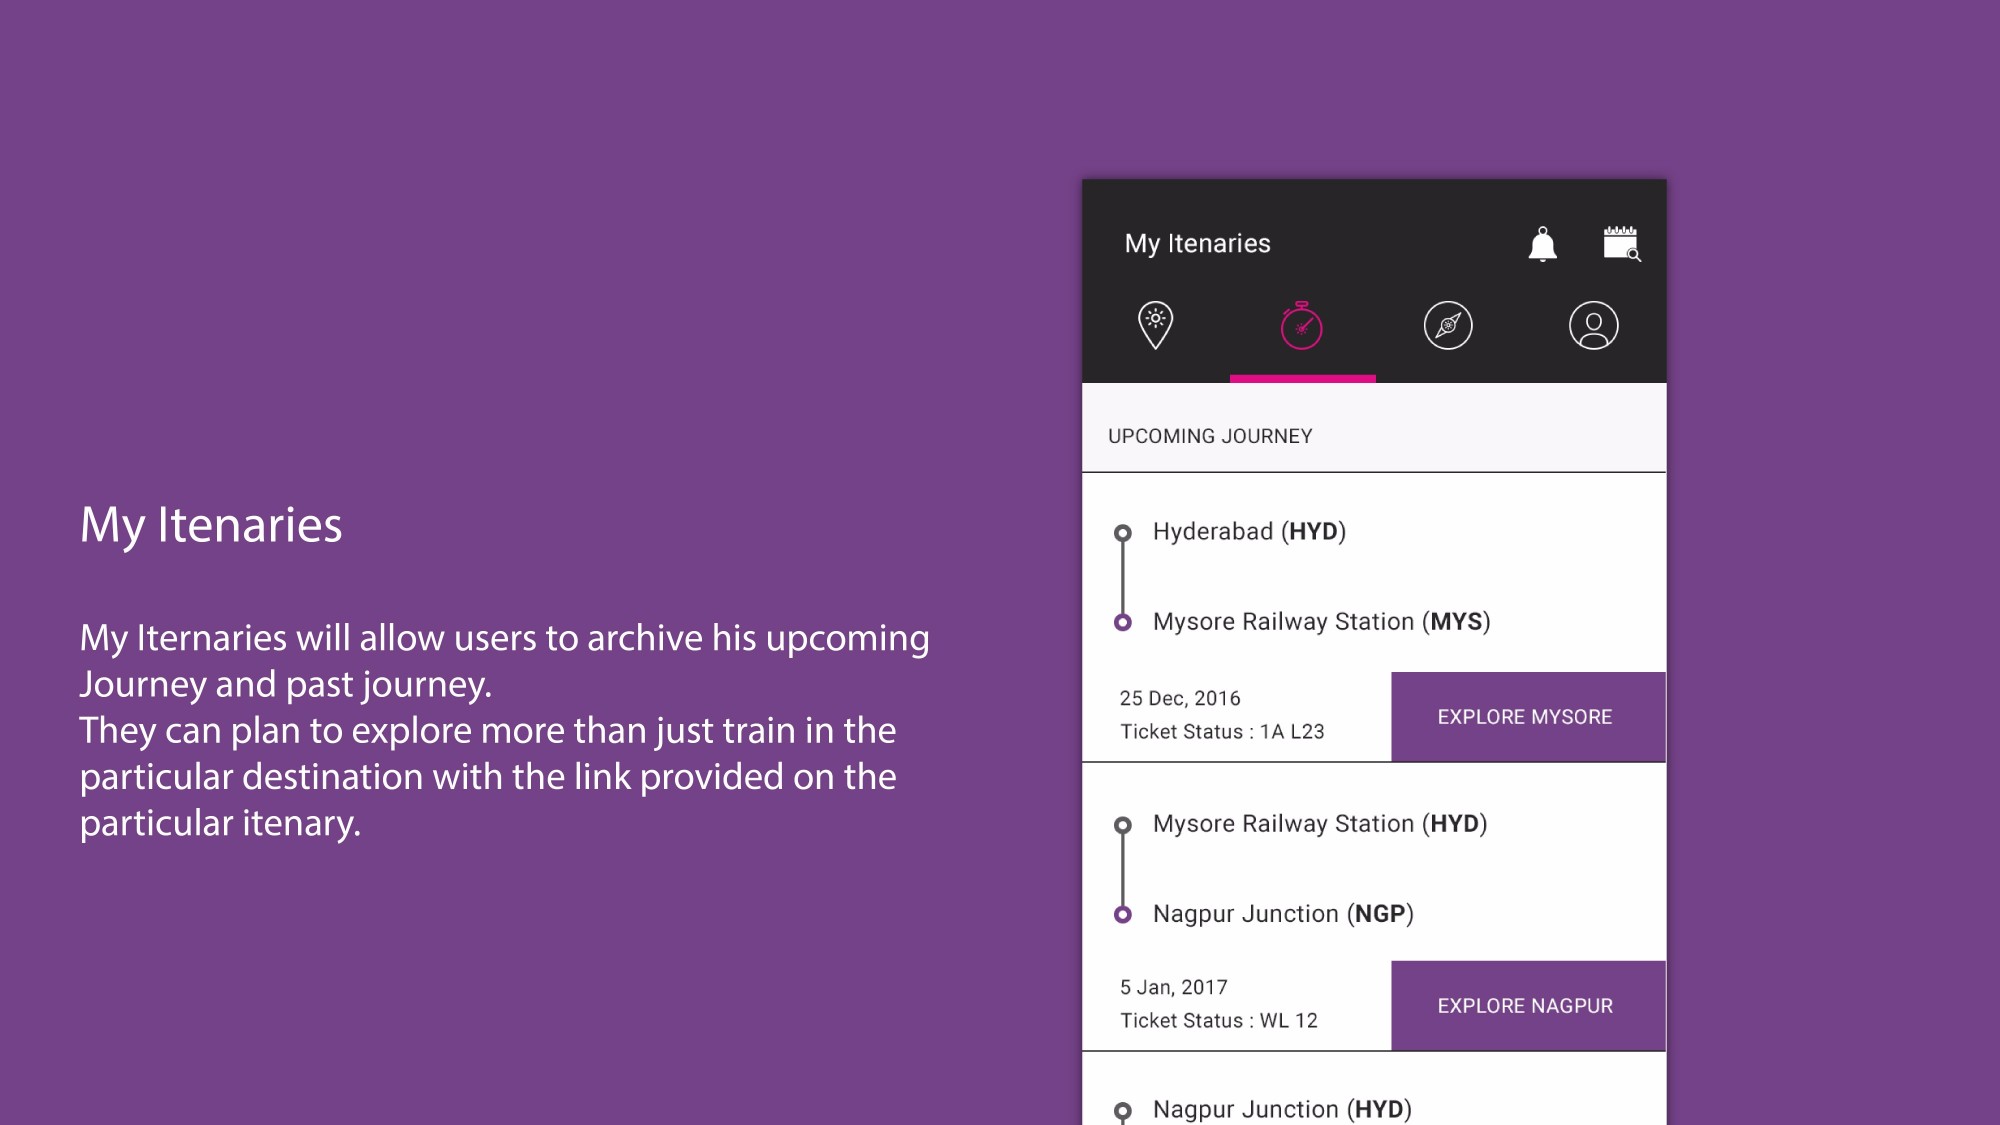 My Itenaries
My Iternaries will allow users to archive his upcoming
Journey and past journey.
They can plan to explore more than just train in the
particular destination with the link provided on the
particular itenary.
My Itenaries
UPCOMING JOURNEY
Hyderabad (HYD)
Mysore Railway Station (MYS)
25 Dec, 2016
Ticket Status : 1A L23
EXPLORE MYSORE
Mysore Railway Station (HYD)
Nagpur Junction (NGP)
5 Jan, 2017
Ticket Status : WL 12
EXPLORE NAGPUR
Nagpur Junction (HYD)